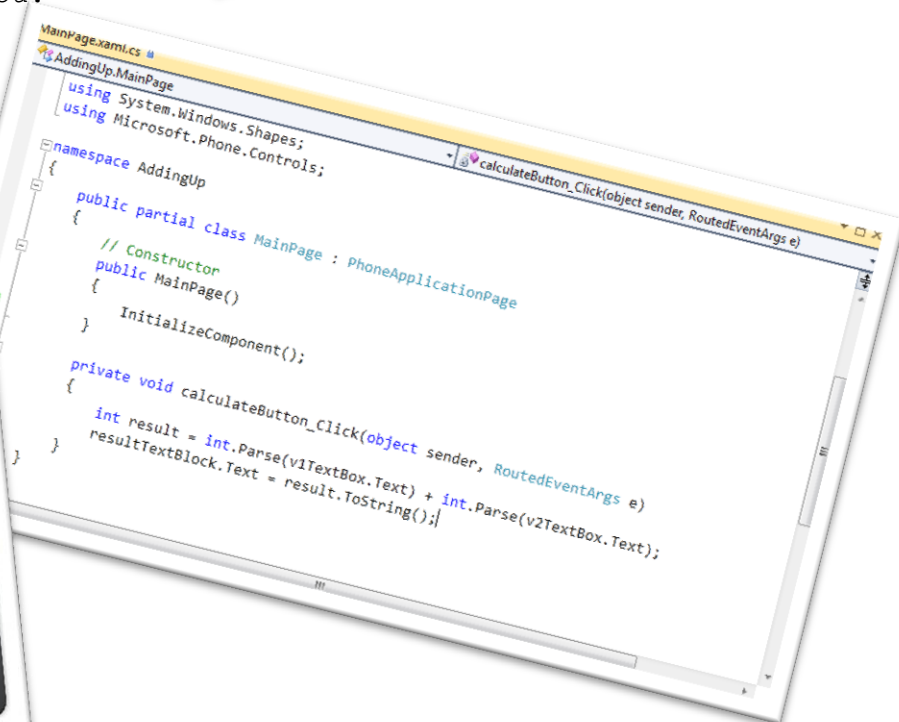 MainPage.xaml.cs
AddingUp.MainPage
calculateButton_Click(object sender, RoutedEventArgs e)
using System.Windows.Shapes;
using Microsoft.Phone.Controls;
namespace AddingUp
{
public partial class MainPage : PhoneApplicationPage
{
// Constructor
public MainPage()
{
InitializeComponent();
}
private void calculateButton_Click(object sender, RoutedEventArgs e)
{
int result = int.Parse(v1TextBox.Text) + int.Parse(v2TextBox.Text);
resultTextBlock.Text = result.ToString();
}
}
}